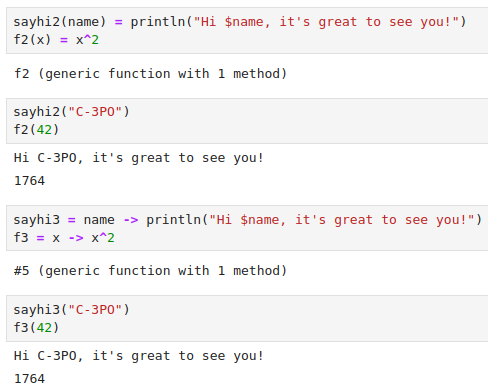 sayhi2(name) = println("Hi $name, it's great to see you!")
f2(x) = x^2
f2 (generic function with 1 method)
sayhi2("C-3PO")
f2(42)
Hi C-3PO, it's great to see you!
1764
sayhi3 = name -> println("Hi $name, it's great to see you!")
f3 = x -> x^2
#5 (generic function with 1 method)
sayhi3("C-3PO")
f3(42)
Hi C-3PO, it's great to see you!
1764